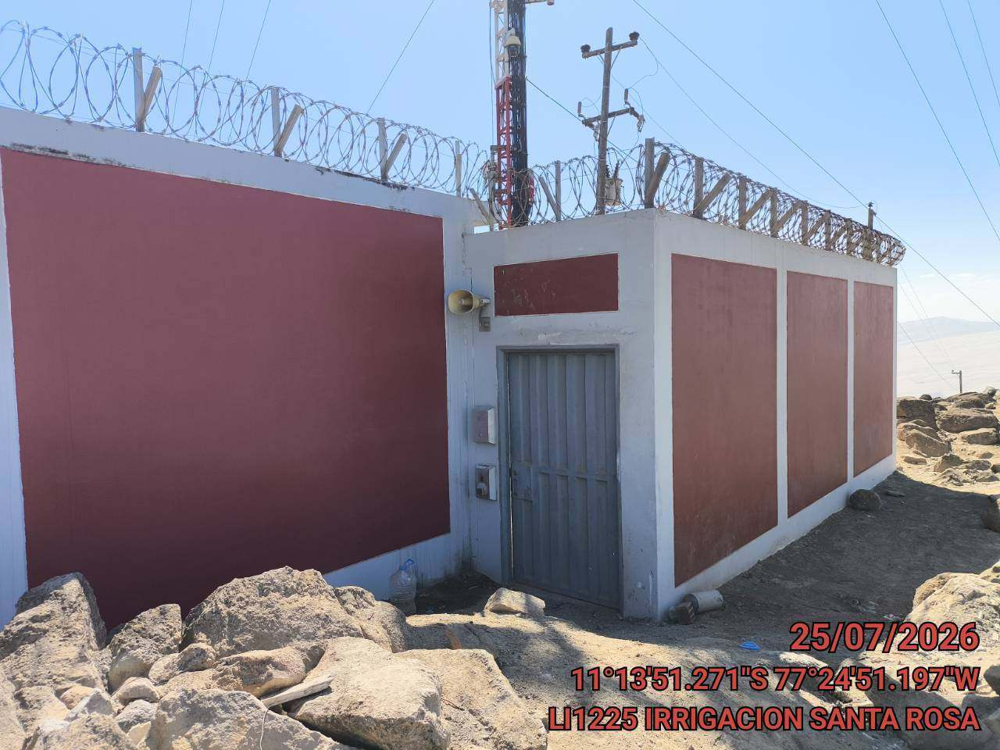 25/07/2026
11°13'51.271"S 77°24'51.197"W
LI1225 IRRIGACION SANTA ROSA